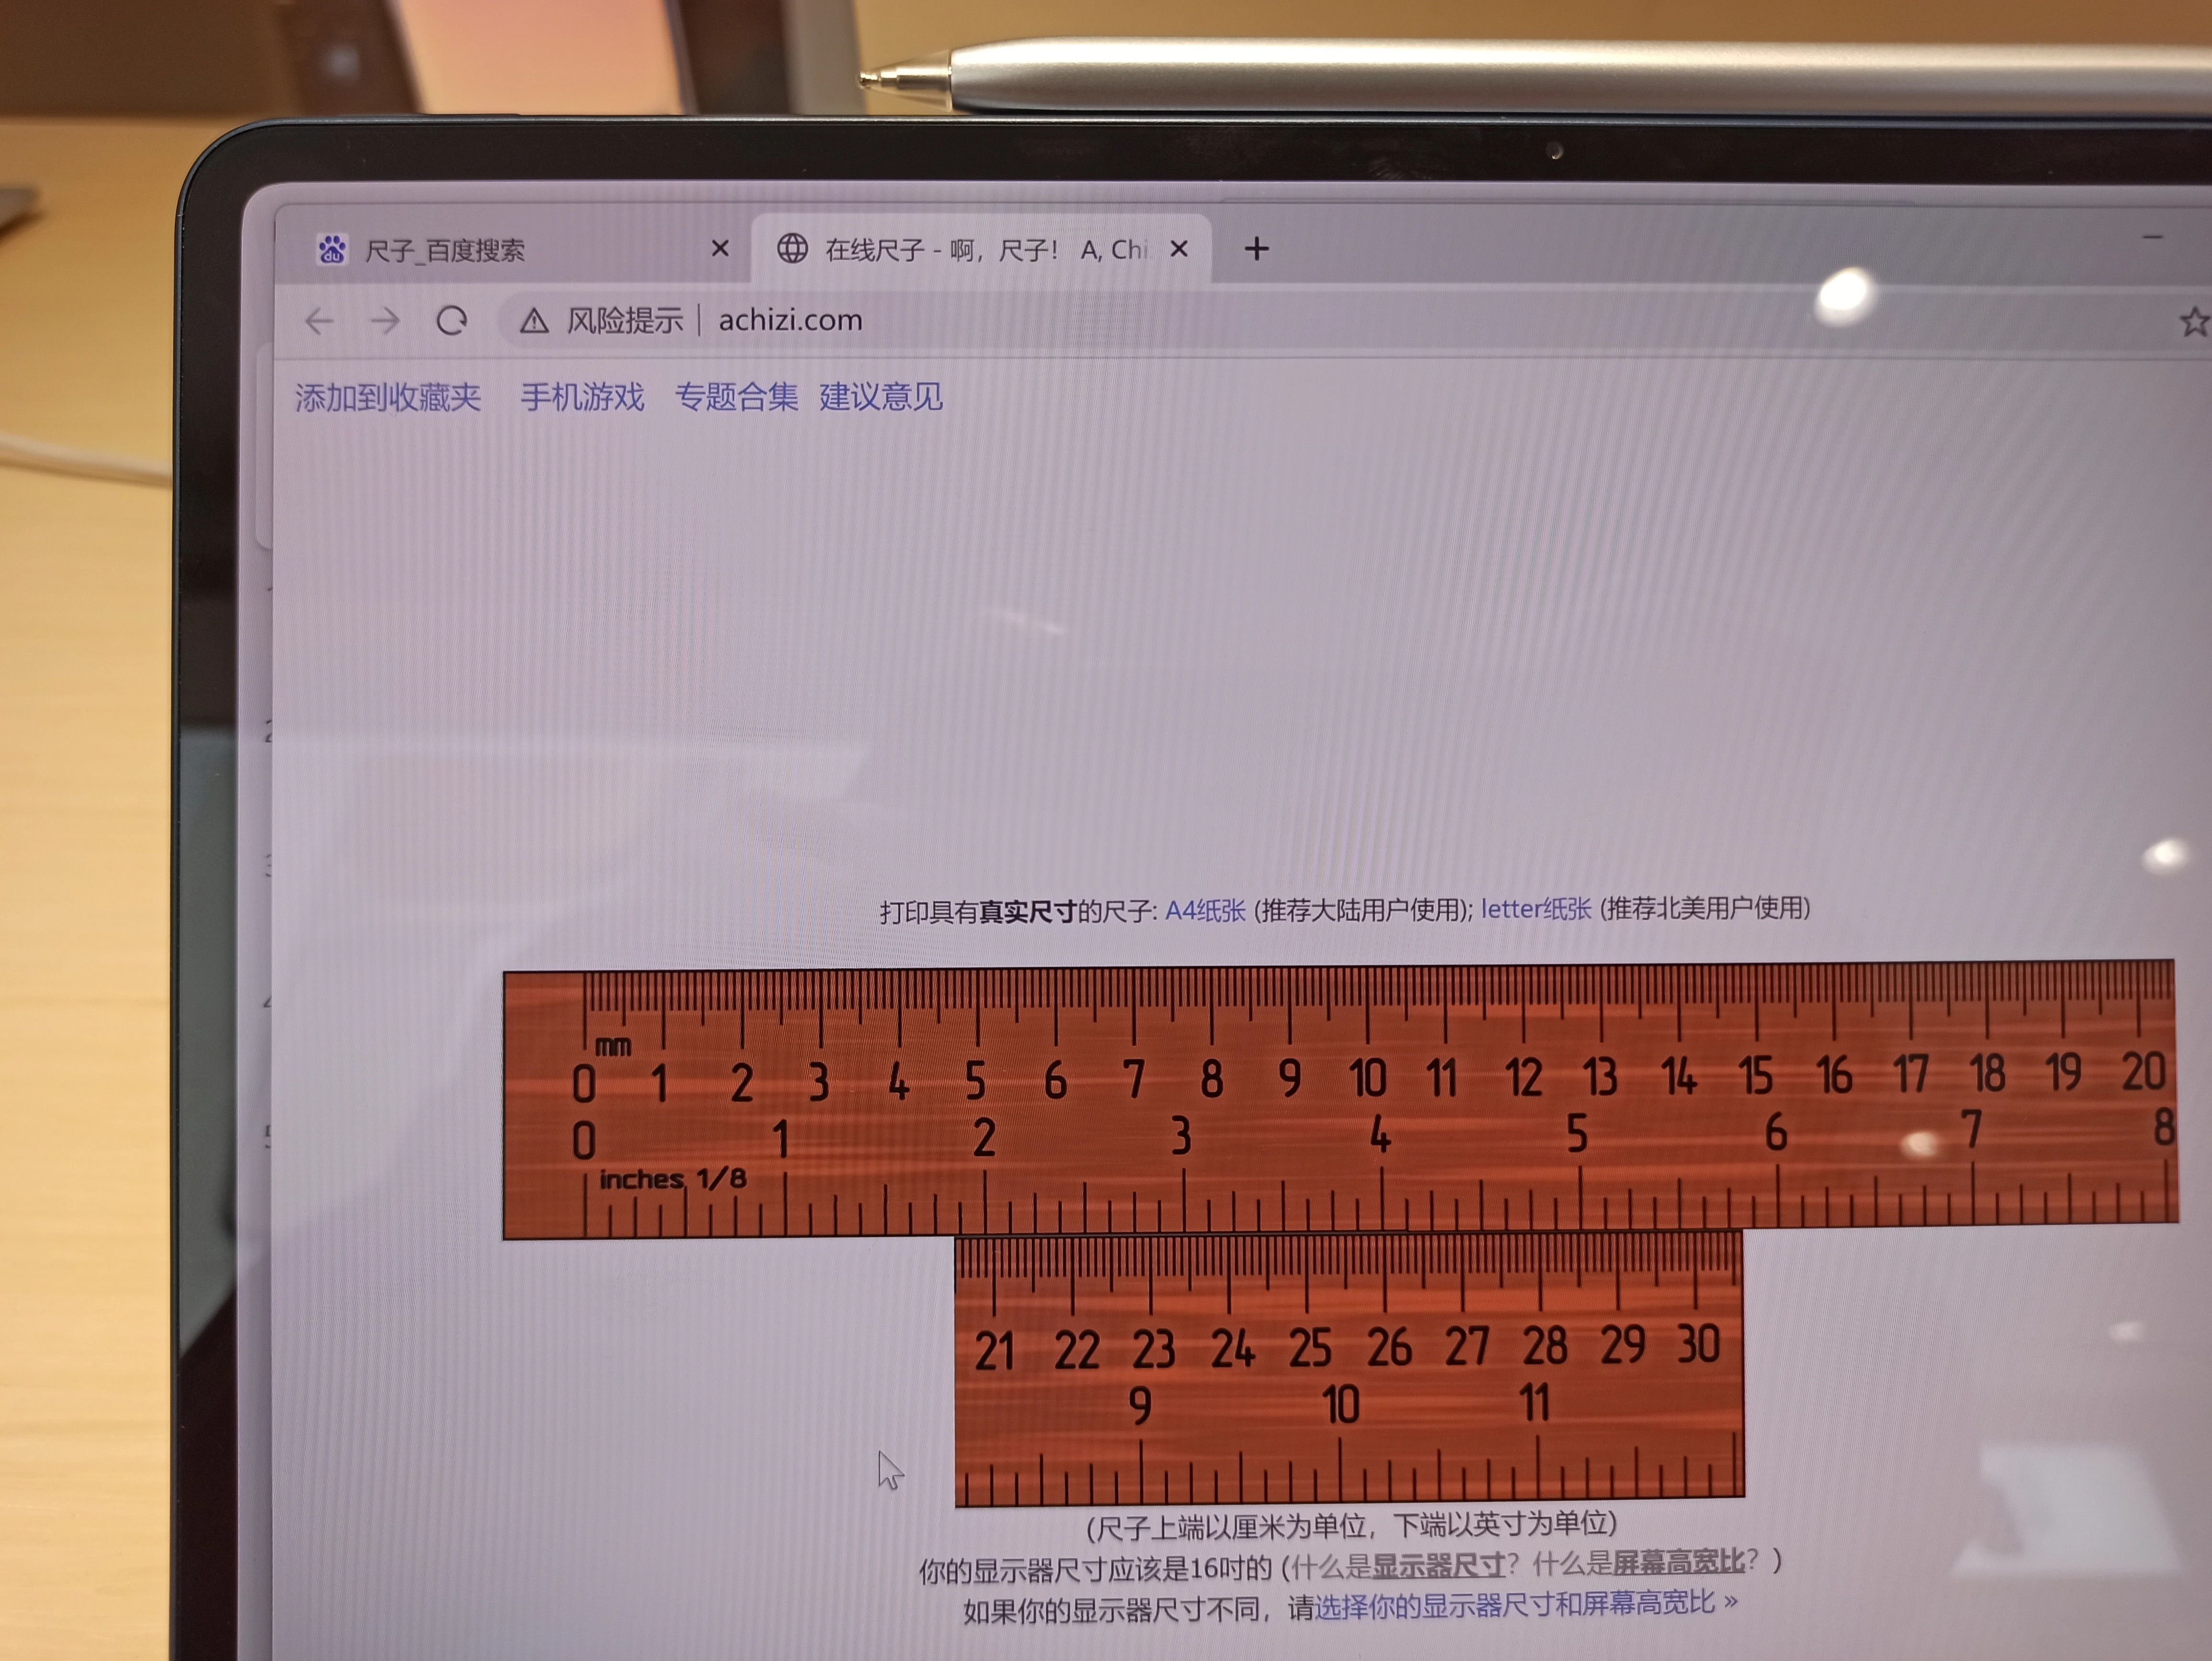 尺子_百度搜索
在线尺子 - 啊，尺子！ A, Chi
风险提示 | achizi.com
添加到收藏夹 手机游戏 专题合集 建议意见
打印具有真实尺寸的尺子: A4纸张 (推荐大陆用户使用); letter纸张 (推荐北美用户使用)
mm
0 1 2 3 4 5 6 7 8 9 10 11 12 13 14 15 16 17 18 19 20
0 1 2 3 4 5 6 7 8
inches 1/8
21 22 23 24 25 26 27 28 29 30
9 10 11
(尺子上端以厘米为单位，下端以英寸为单位)
你的显示器尺寸应该是16吋的 (什么是显示器尺寸？什么是屏幕高宽比？)
如果你的显示器尺寸不同，请选择你的显示器尺寸和屏幕高宽比 »